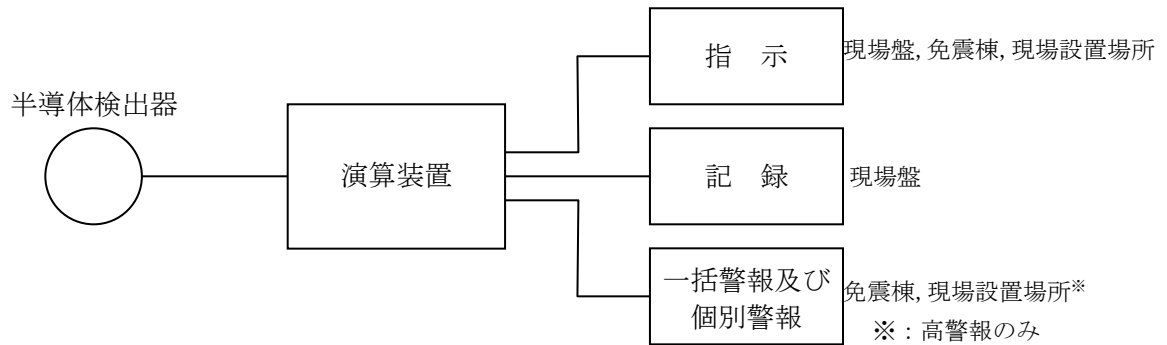 半導体検出器
演算装置
指 示
現場盤, 免震棟, 現場設置場所
記 録
現場盤
一括警報及び
個別警報
免震棟, 現場設置場所※
※：高警報のみ